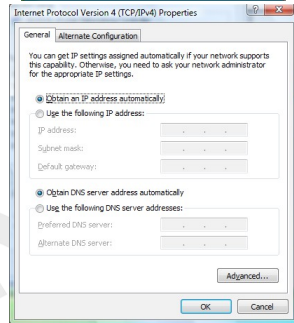 Internet Protocol Version 4 (TCP/IPv4) Properties
General
Alternate Configuration
You can get IP settings assigned automatically if your network supports
this capability. Otherwise, you need to ask your network administrator
for the appropriate IP settings.
Obtain an IP address automatically
Use the following IP address:
IP address:
Subnet mask:
Default gateway:
Obtain DNS server address automatically
Use the following DNS server addresses:
Preferred DNS server:
Alternate DNS server:
Advanced...
OK
Cancel